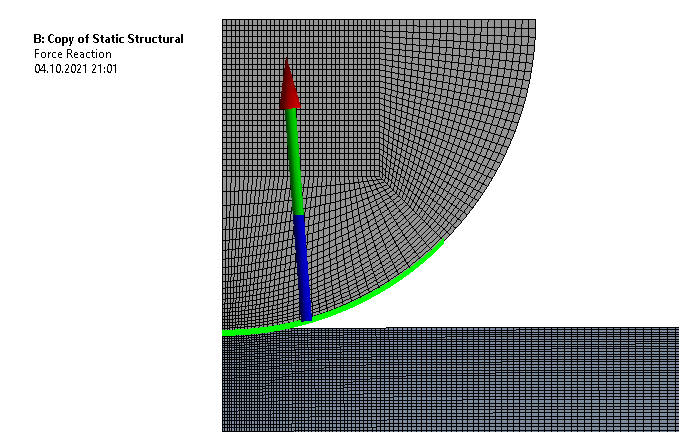 B: Copy of Static Structural
Force Reaction
04.10.2021 21:01